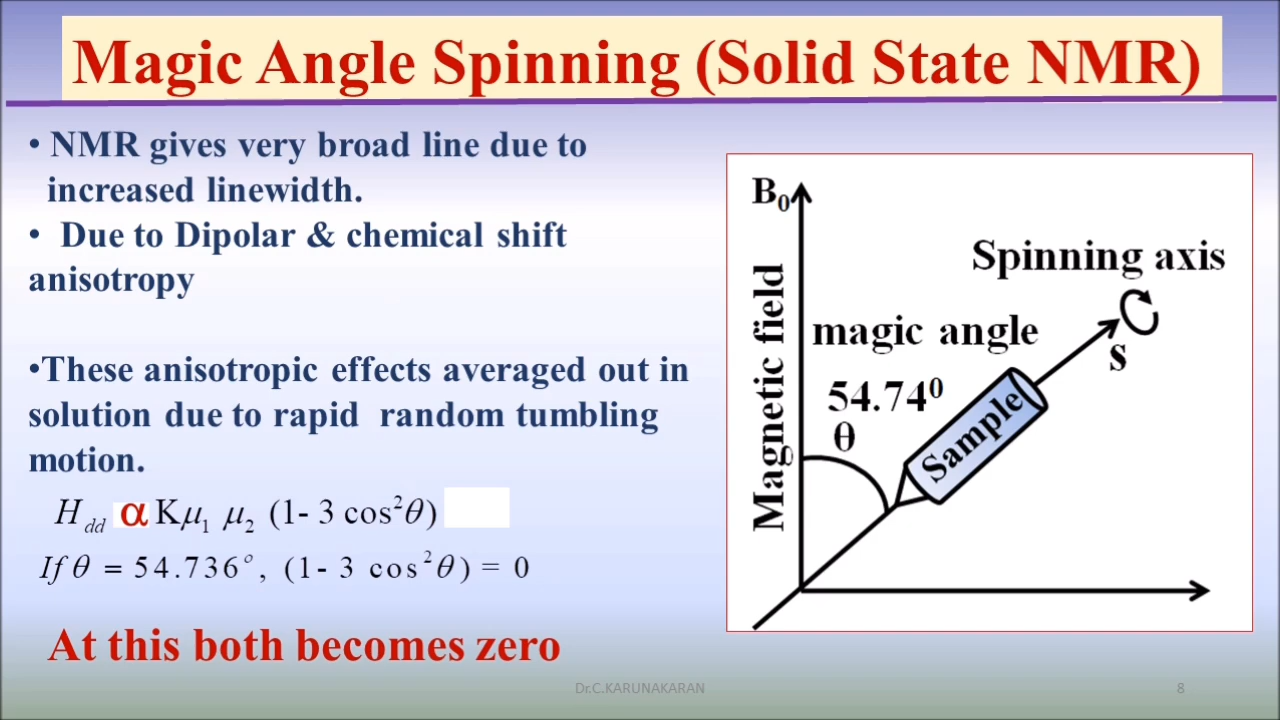 Magic Angle Spinning (Solid State NMR)
• NMR gives very broad line due to
increased linewidth.
• Due to Dipolar & chemical shift
anisotropy
•These anisotropic effects averaged out in
solution due to rapid random tumbling
motion.
H_dd α Kμ₁ μ₂ (1- 3 cos²θ)
If θ = 54.736°, (1- 3 cos²θ) = 0
At this both becomes zero
B₀
Magnetic field
Spinning axis
magic angle
s
54.74⁰
θ
Sample
Dr.C.KARUNAKARAN
8